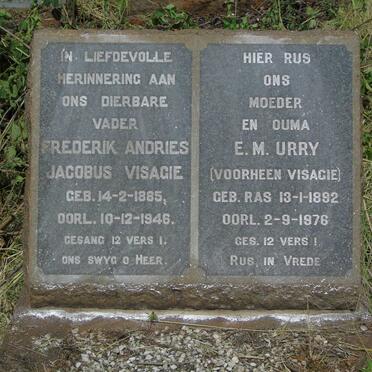 IN LIEFDEVOLLE
HERINNERING AAN
ONS DIERBARE
VADER
FREDERIK ANDRIES
JACOBUS VISAGIE
GEB. 14-2-1885,
OORL. 10-12-1946.
GESANG 12 VERS 1.
ONS SWYG O HEER.
HIER RUS
ONS
MOEDER
EN OUMA
E. M. URRY
(VOORHEEN VISAGIE)
GEB. RAS 13-1-1892
OORL. 2-9-1976
GES. 12 VERS 1
RUS IN VREDE